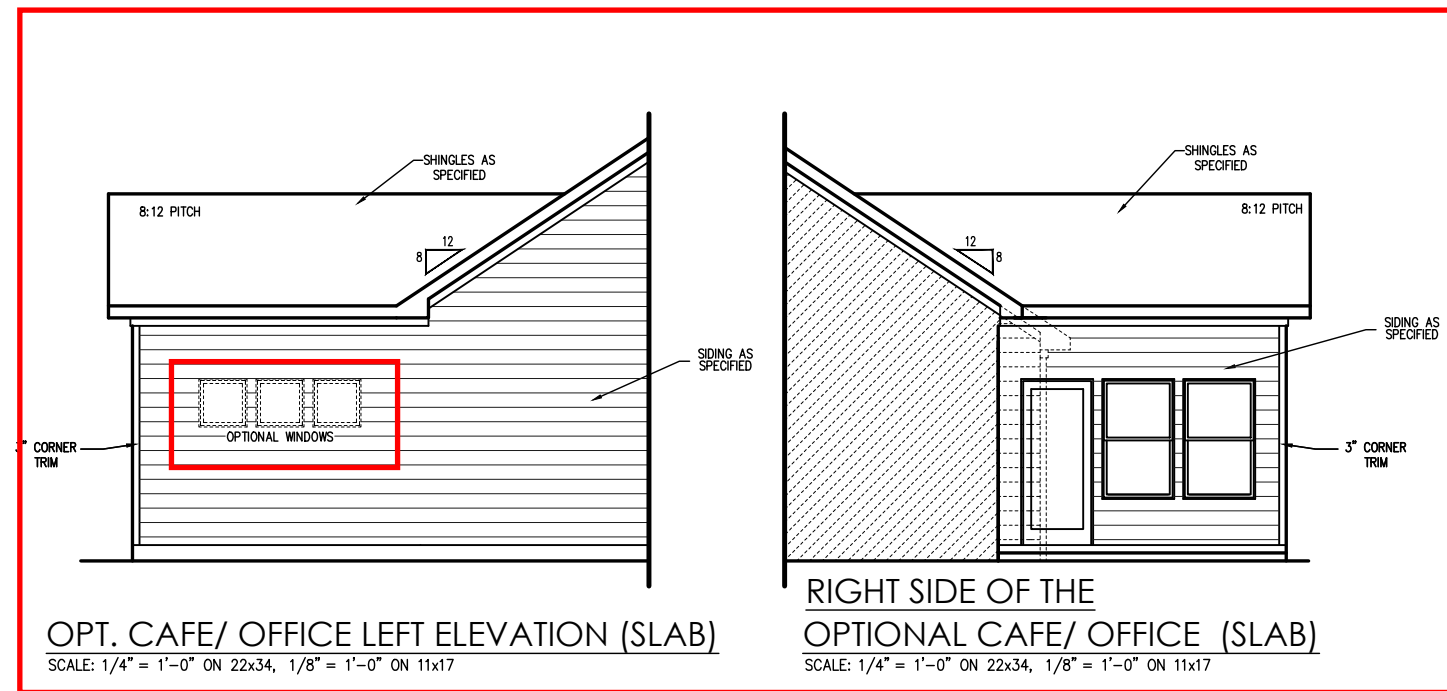 SHINGLES AS
SPECIFIED
8:12 PITCH
12
8
SIDING AS
SPECIFIED
OPTIONAL WINDOWS
" CORNER
TRIM
OPT. CAFE/ OFFICE LEFT ELEVATION (SLAB)
SCALE: 1/4" = 1'-0" ON 22x34, 1/8" = 1'-0" ON 11x17
SHINGLES AS
SPECIFIED
8:12 PITCH
12
8
SIDING AS
SPECIFIED
3" CORNER
TRIM
RIGHT SIDE OF THE
OPTIONAL CAFE/ OFFICE (SLAB)
SCALE: 1/4" = 1'-0" ON 22x34, 1/8" = 1'-0" ON 11x17